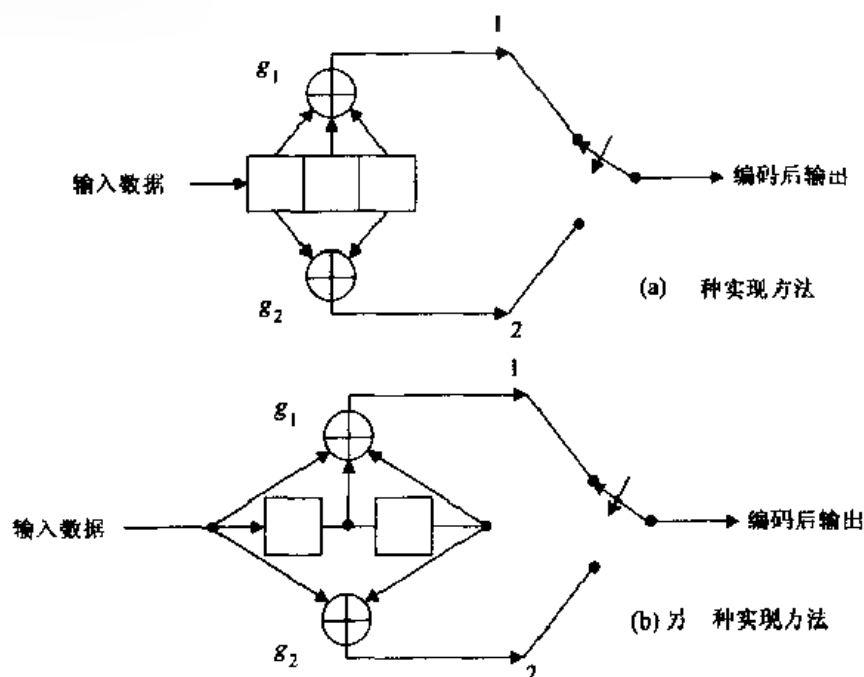 1
g₁
输入数据
编码后输出
(a) 种实现方法
g₂
2
1
g₁
输入数据
编码后输出
(b) 另 种实现方法
g₂
2